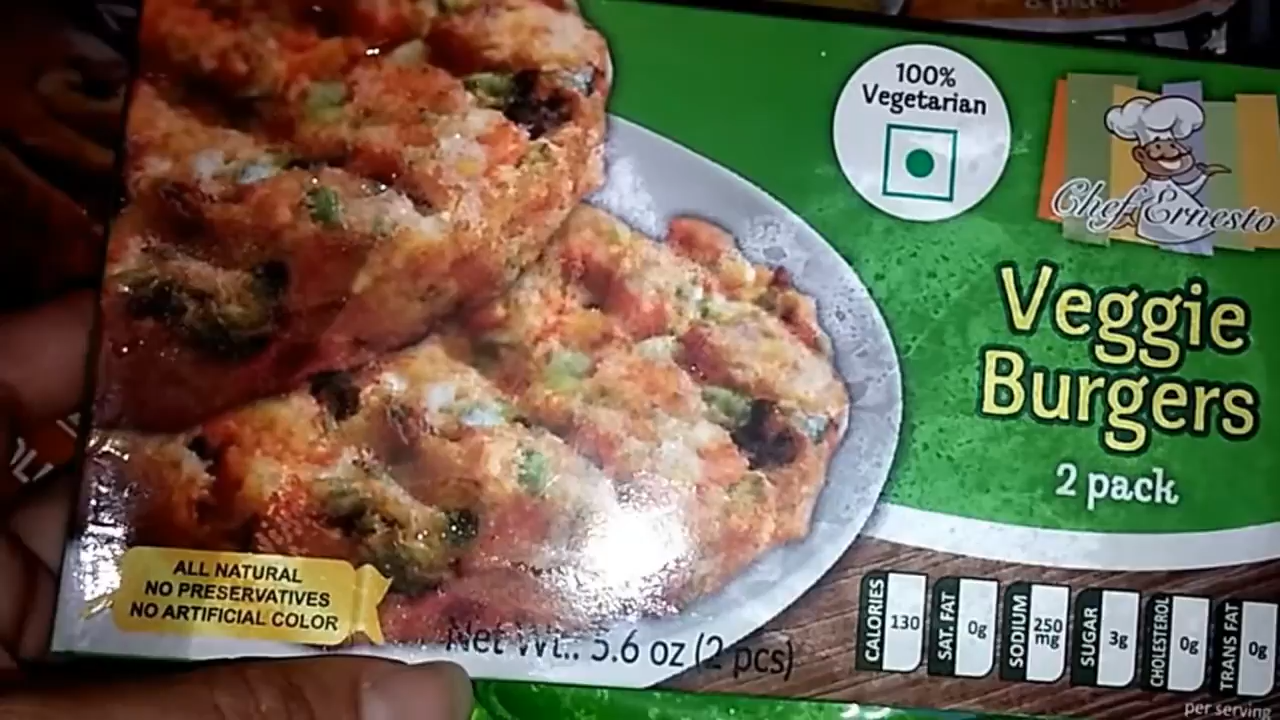 100%
Vegetarian
Chef Ernesto
Veggie
Burgers
2 pack
ALL NATURAL
NO PRESERVATIVES
NO ARTIFICIAL COLOR
Net Wt.: 5.6 oz (2 pcs)
CALORIES 130
SAT. FAT 0g
SODIUM 250 mg
SUGAR 3g
CHOLESTEROL 0g
TRANS FAT 0g
per serving